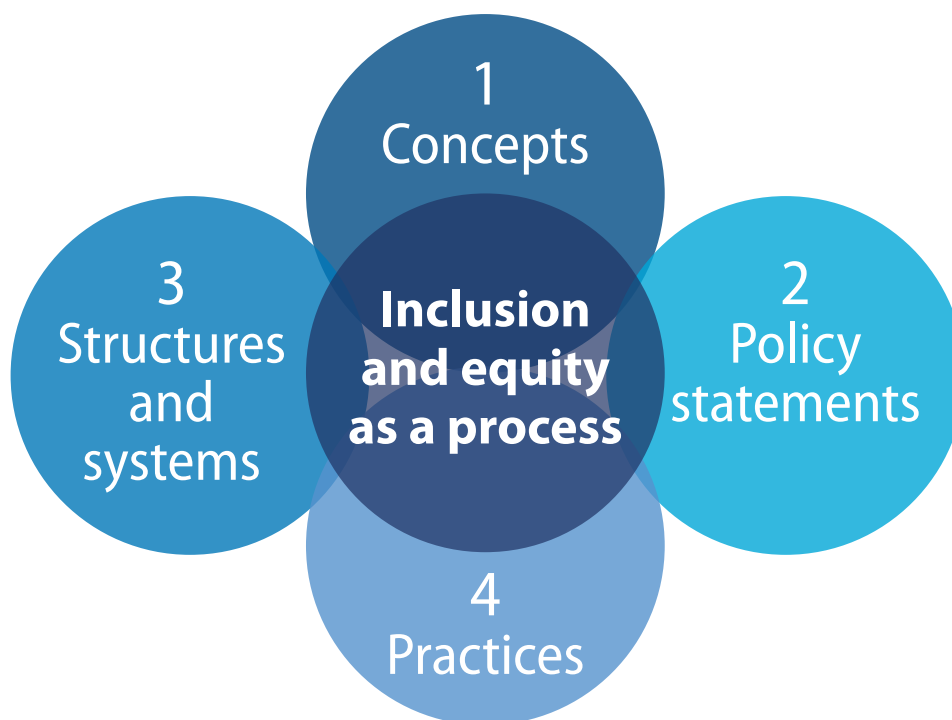 1
Concepts
2
Policy
statements
3
Structures
and
systems
4
Practices
Inclusion
and equity
as a process